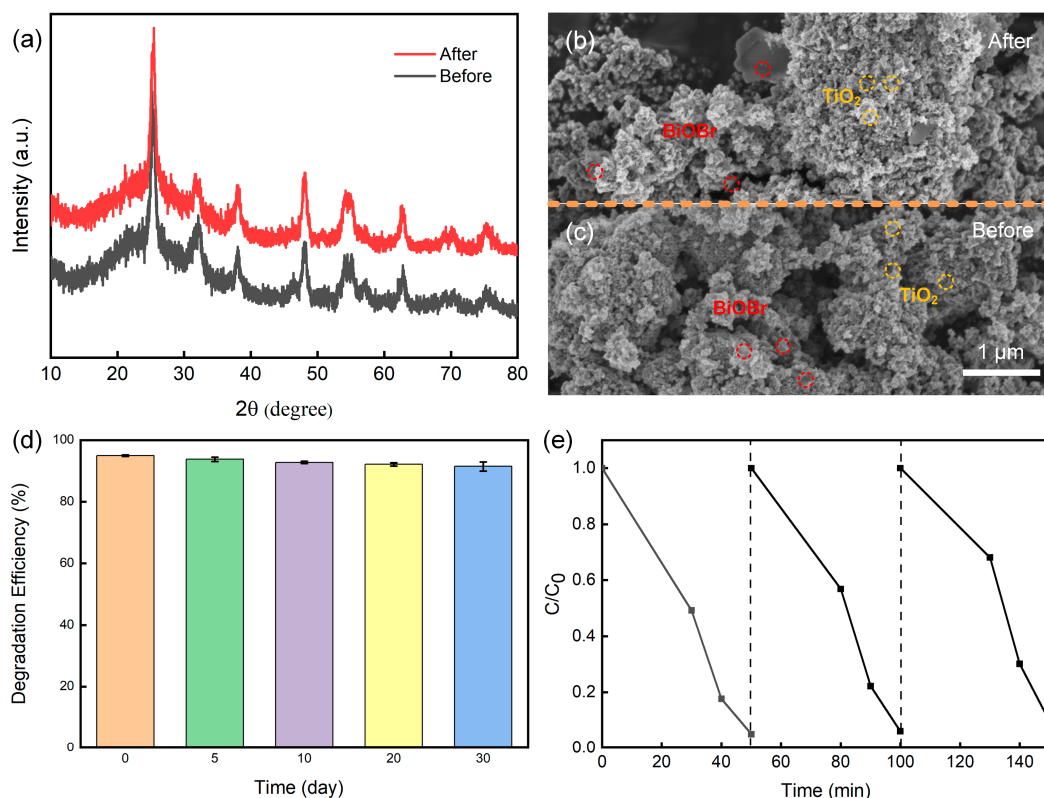 (a)
After
Before
Intensity (a.u.)
10 20 30 40 50 60 70 80
2θ (degree)
(b)
After
TiO₂
BiOBr
(c)
Before
TiO₂
BiOBr
1 μm
(d)
100
80
60
40
20
0
Degradation Efficiency (%)
0 5 10 20 30
Time (day)
(e)
1.0
0.8
0.6
0.4
0.2
0.0
C/C₀
0 20 40 60 80 100 120 140
Time (min)